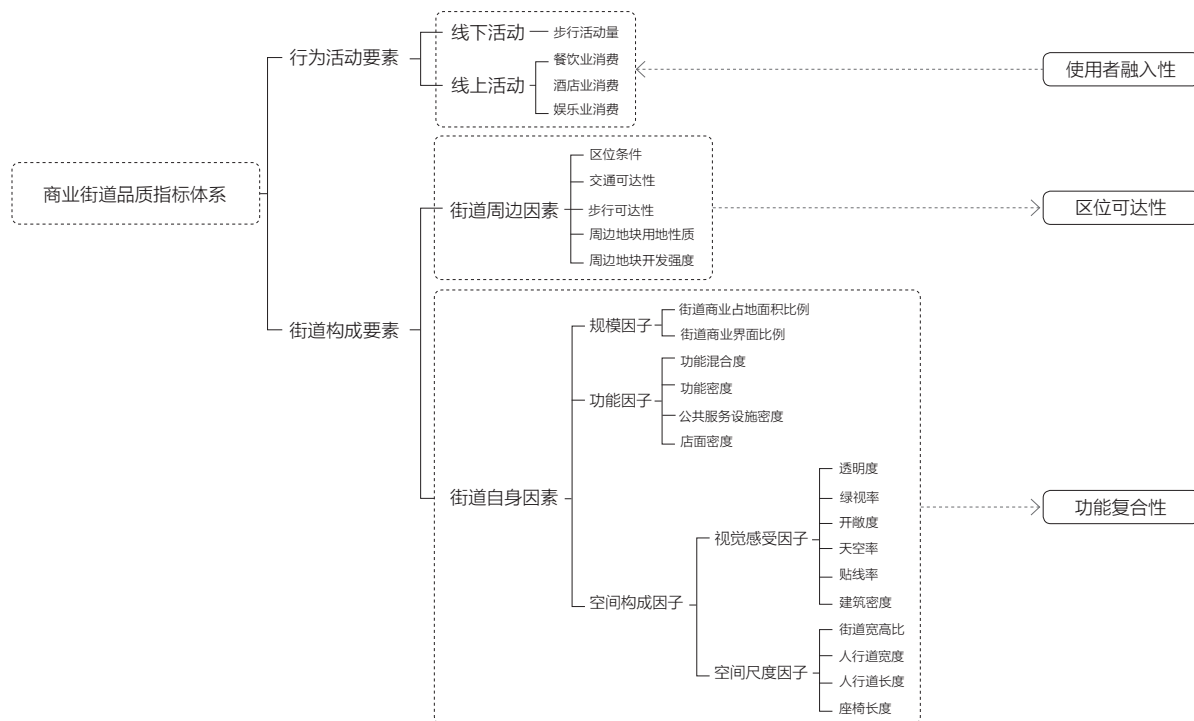 商业街道品质指标体系
行为活动要素
线下活动
步行活动量
线上活动
餐饮业消费
酒店业消费
娱乐业消费
使用者融入性
街道构成要素
街道周边因素
区位条件
交通可达性
步行可达性
周边地块用地性质
周边地块开发强度
区位可达性
街道自身因素
规模因子
街道商业占地面积比例
街道商业界面比例
功能因子
功能混合度
功能密度
公共服务设施密度
店面密度
空间构成因子
视觉感受因子
透明度
绿视率
开敞度
天空率
贴线率
建筑密度
空间尺度因子
街道宽高比
人行道宽度
人行道长度
座椅长度
功能复合性